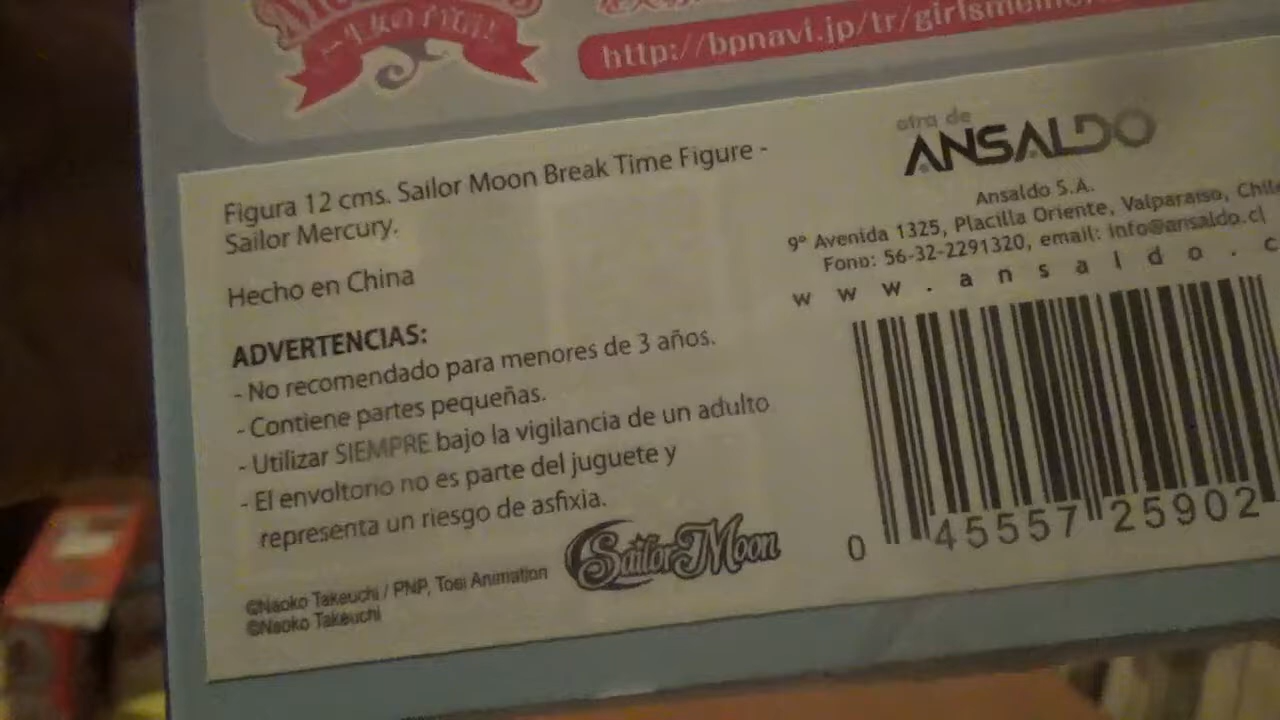 http://bpnavi.jp/tr/girlsmem
otra de
ANSALDO
Figura 12 cms. Sailor Moon Break Time Figure -
Sailor Mercury.
Hecho en China
ADVERTENCIAS:
- No recomendado para menores de 3 años.
- Contiene partes pequeñas.
- Utilizar SIEMPRE bajo la vigilancia de un adulto
- El envoltorio no es parte del juguete y
representa un riesgo de asfixia.
©Naoko Takeuchi / PNP, Toei Animation
©Naoko Takeuchi
Sailor Moon
Ansaldo S.A.
9° Avenida 1325, Placilla Oriente, Valparaiso, Chile
Fono: 56-32-2291320, email: info@ansaldo.cl
www.ansaldo.c
0 45557 25902